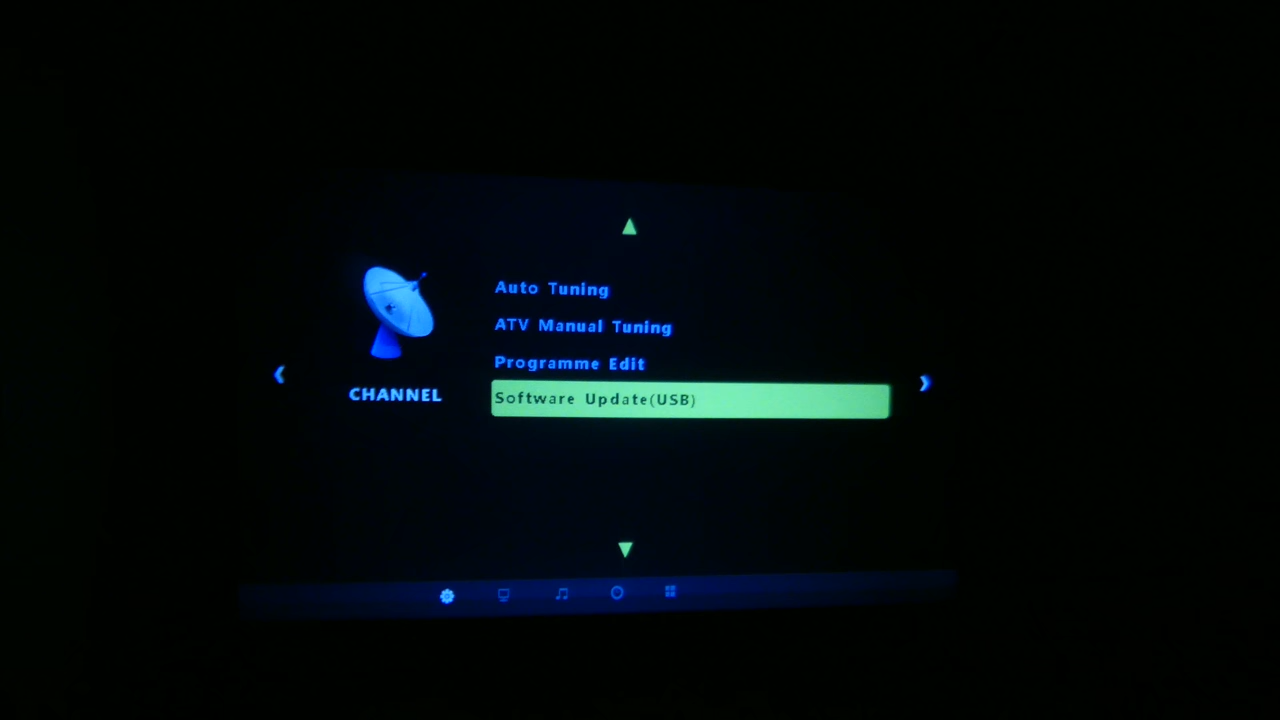 Auto Tuning
ATV Manual Tuning
Programme Edit
CHANNEL
Software Update(USB)